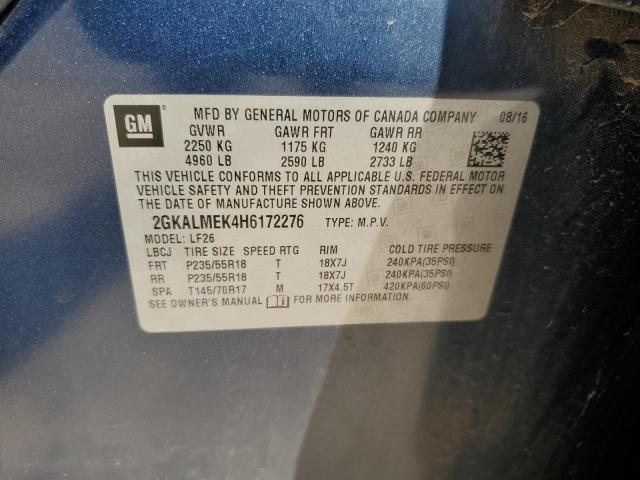 GM ®
MFD BY GENERAL MOTORS OF CANADA COMPANY 08/16
GVWR GAWR FRT GAWR RR
2250 KG 1175 KG 1240 KG
4960 LB 2590 LB 2733 LB
THIS VEHICLE CONFORMS TO ALL APPLICABLE U.S. FEDERAL MOTOR
VEHICLE SAFETY AND THEFT PREVENTION STANDARDS IN EFFECT ON
THE DATE OF MANUFACTURE SHOWN ABOVE.
2GKALMEK4H6172276 TYPE: M.P.V.
MODEL: LF26
LBCJ TIRE SIZE SPEED RTG RIM COLD TIRE PRESSURE
FRT P235/55R18 T 18X7J 240KPA(35PSI)
RR P235/55R18 T 18X7J 240KPA(35PSI)
SPA T145/70R17 M 17X4.5T 420KPA(60PSI)
SEE OWNER'S MANUAL FOR MORE INFORMATION.